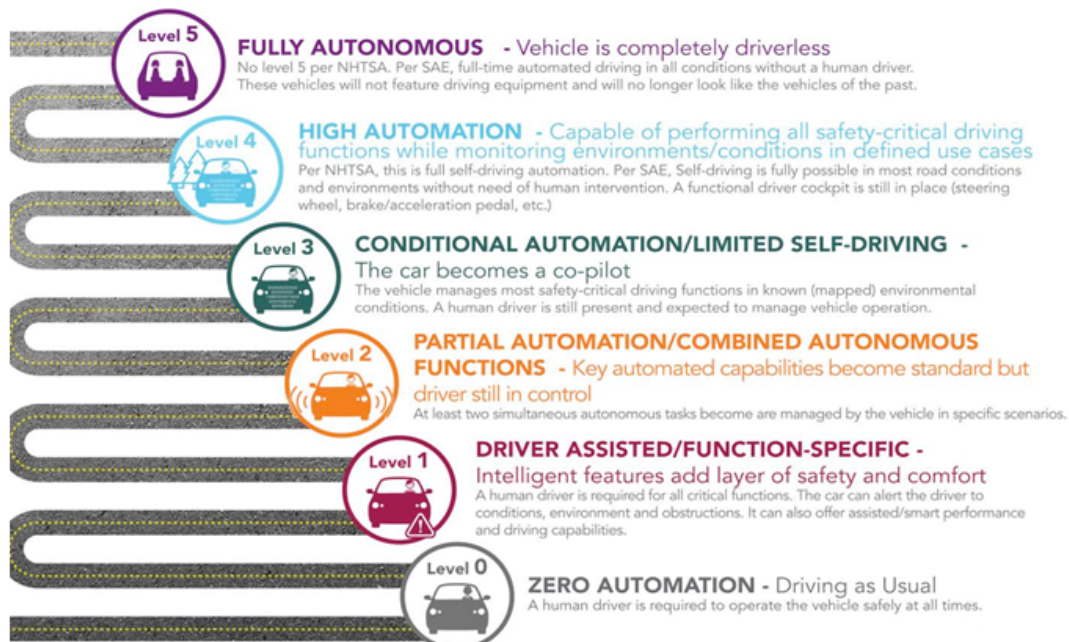 Level 5
FULLY AUTONOMOUS - Vehicle is completely driverless
No level 5 per NHTSA. Per SAE, full-time automated driving in all conditions without a human driver.
These vehicles will not feature driving equipment and will no longer look like the vehicles of the past.
Level 4
HIGH AUTOMATION - Capable of performing all safety-critical driving
functions while monitoring environments/conditions in defined use cases
Per NHTSA, this is full self-driving automation. Per SAE, Self-driving is fully possible in most road conditions
and environments without need of human intervention. A functional driver cockpit is still in place (steering
wheel, brake/acceleration pedal, etc.)
Level 3
CONDITIONAL AUTOMATION/LIMITED SELF-DRIVING -
The car becomes a co-pilot
The vehicle manages most safety-critical driving functions in known (mapped) environmental
conditions. A human driver is still present and expected to manage vehicle operation.
Level 2
PARTIAL AUTOMATION/COMBINED AUTONOMOUS
FUNCTIONS - Key automated capabilities become standard but
driver still in control
At least two simultaneous autonomous tasks become are managed by the vehicle in specific scenarios.
Level 1
DRIVER ASSISTED/FUNCTION-SPECIFIC -
Intelligent features add layer of safety and comfort
A human driver is required for all critical functions. The car can alert the driver to
conditions, environment and obstructions. It can also offer assisted/smart performance
and driving capabilities.
Level 0
ZERO AUTOMATION - Driving as Usual
A human driver is required to operate the vehicle safely at all times.